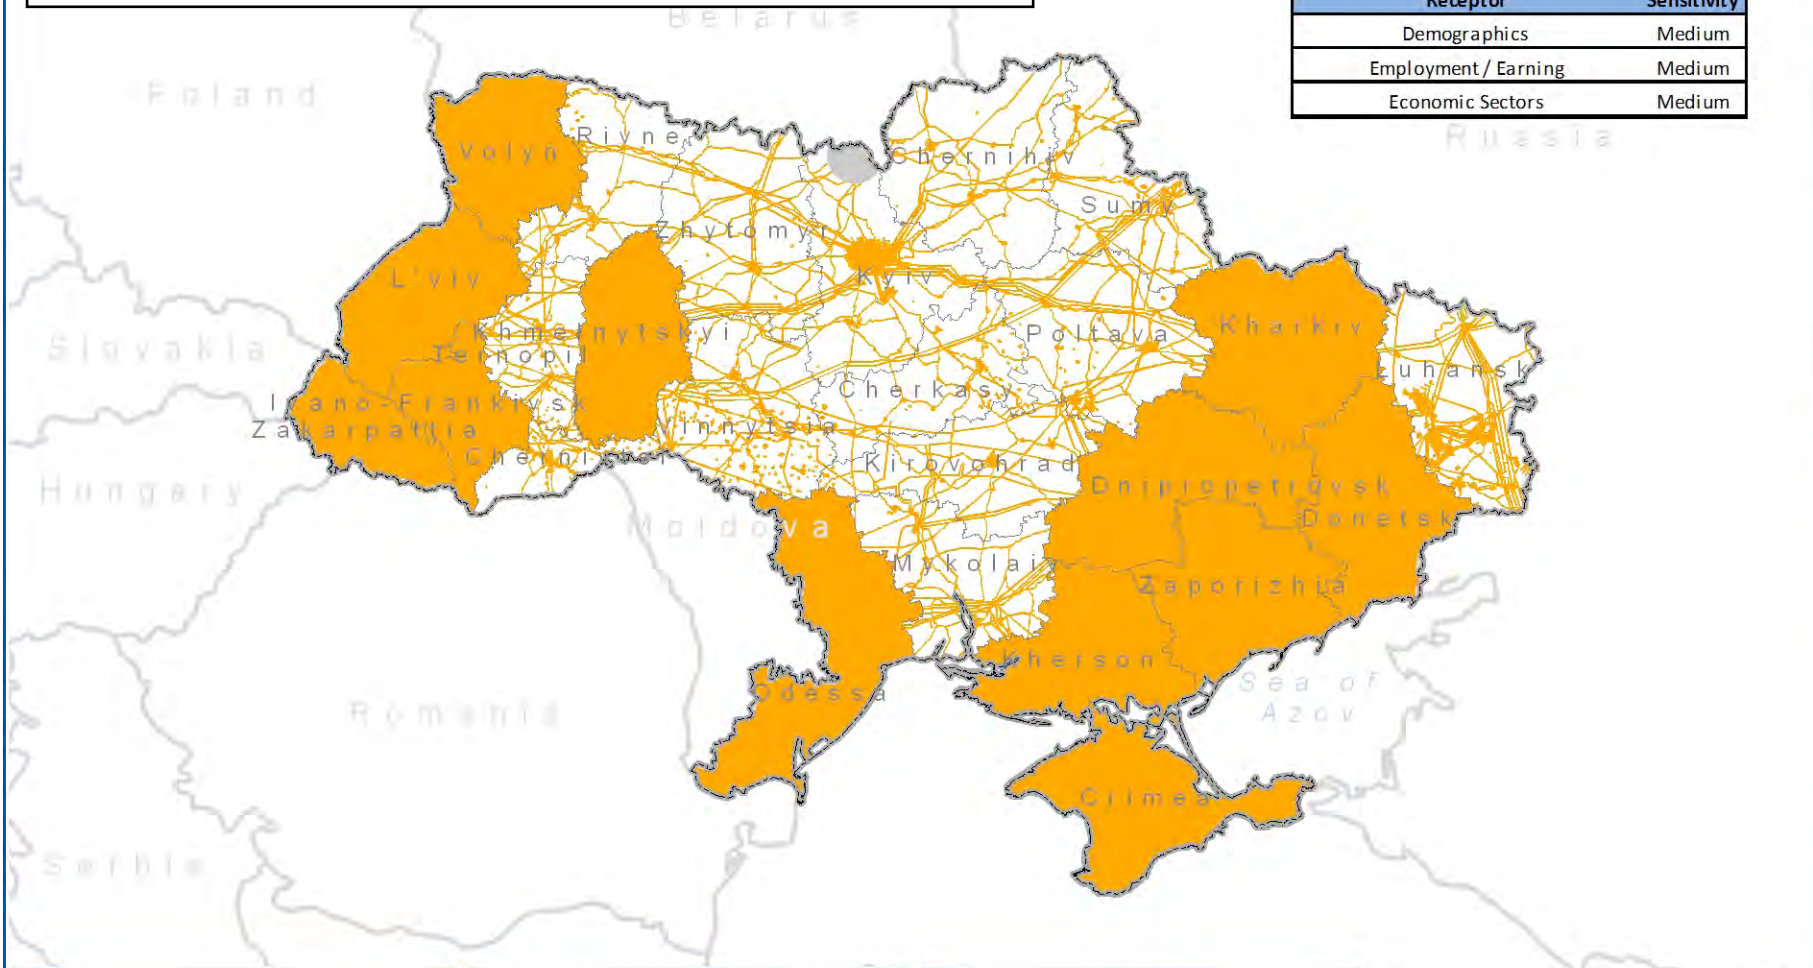 Belarus
Receptor Sensitivity
Demographics Medium
Employment / Earning Medium
Economic Sectors Medium
Poland
Russia
Rivne
Volyn
Chernihiv
Sumy
Zhytomyr
L'viv
Kyiv
Kharkiv
Khmelnytskyi
Poltava
Slovakia
Ternopil
Luhansk
Cherkasy
Ivano-Frankivsk
Zakarpattia
Vinnytsia
Chernivtsi
Kirovohrad
Hungary
Dnipropetrovsk
Donetsk
Moldova
Mykolaiv
Zaporizhia
Kherson
Sea of
Azov
Odessa
Romania
Crimea
Serbia